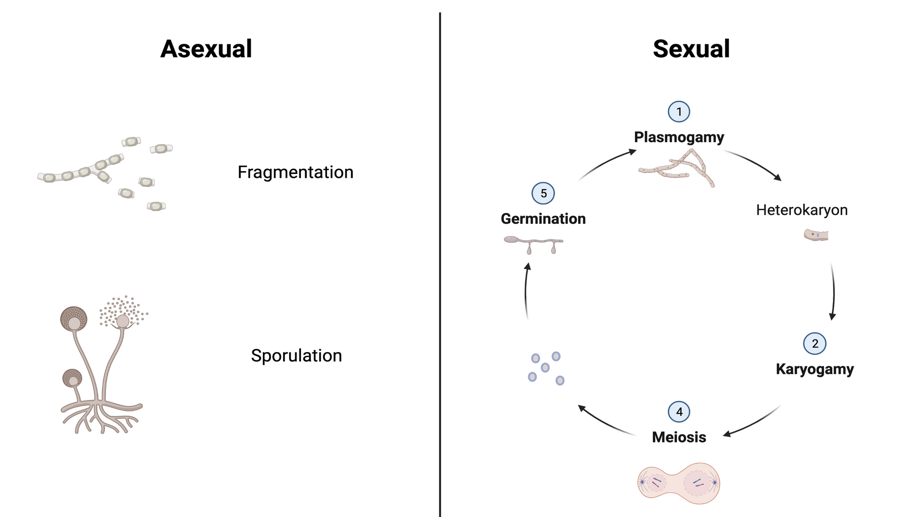 Asexual
Fragmentation
Sporulation
Sexual
1
Plasmogamy
Heterokaryon
2
Karyogamy
4
Meiosis
5
Germination